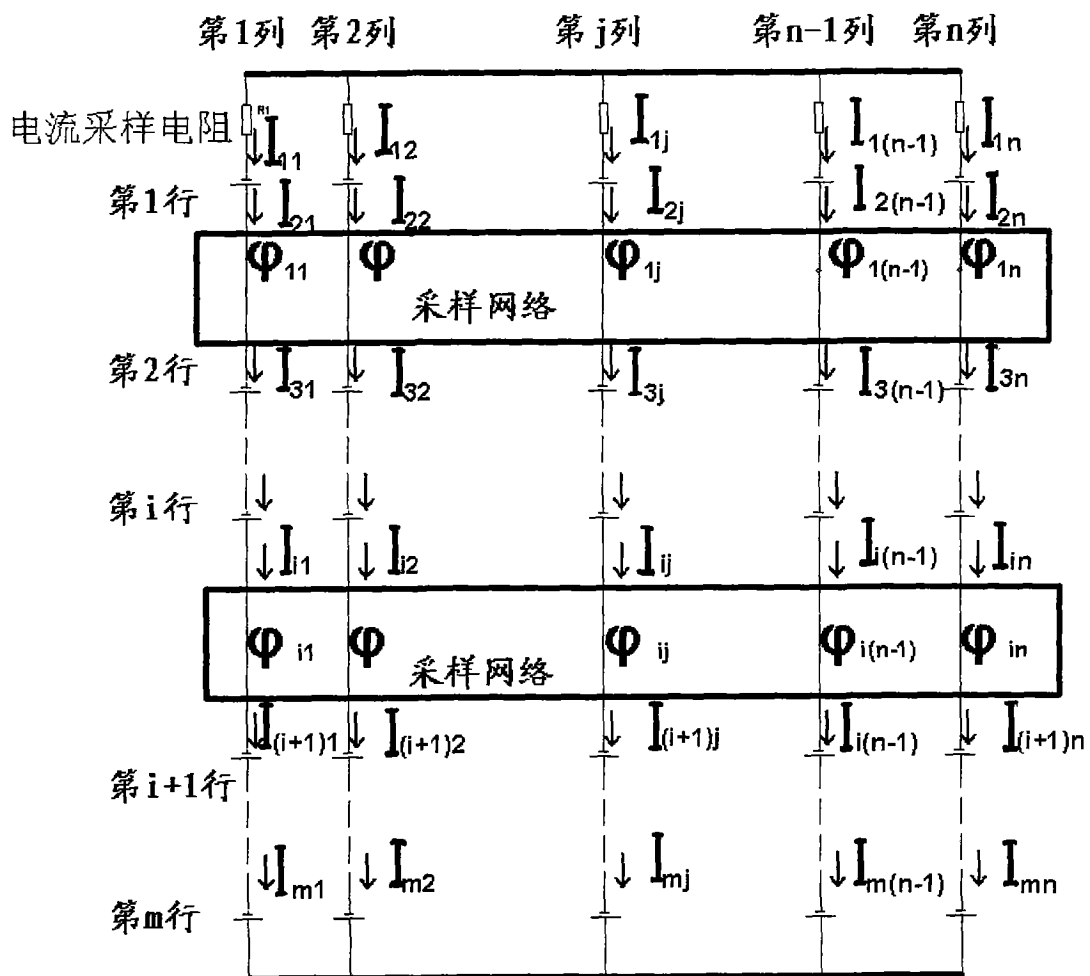 第1列 第2列 第j列 第n-1列 第n列
电流采样电阻 R1 I11 I12 I1j I1(n-1) I1n
第1行
I21 I22 I2j I2(n-1) I2n
φ11 φ φ1j φ1(n-1) φ1n
采样网络
第2行 I31 I32 I3j I3(n-1) I3n
第i行
Ii1 Ii2 Iij Ii(n-1) Iin
φi1 φ φij φi(n-1) φin
采样网络
I(i+1)1 I(i+1)2 I(i+1)j Ii(n-1) I(i+1)n
第i+1行
Im1 Im2 Imj Im(n-1) Imn
第m行